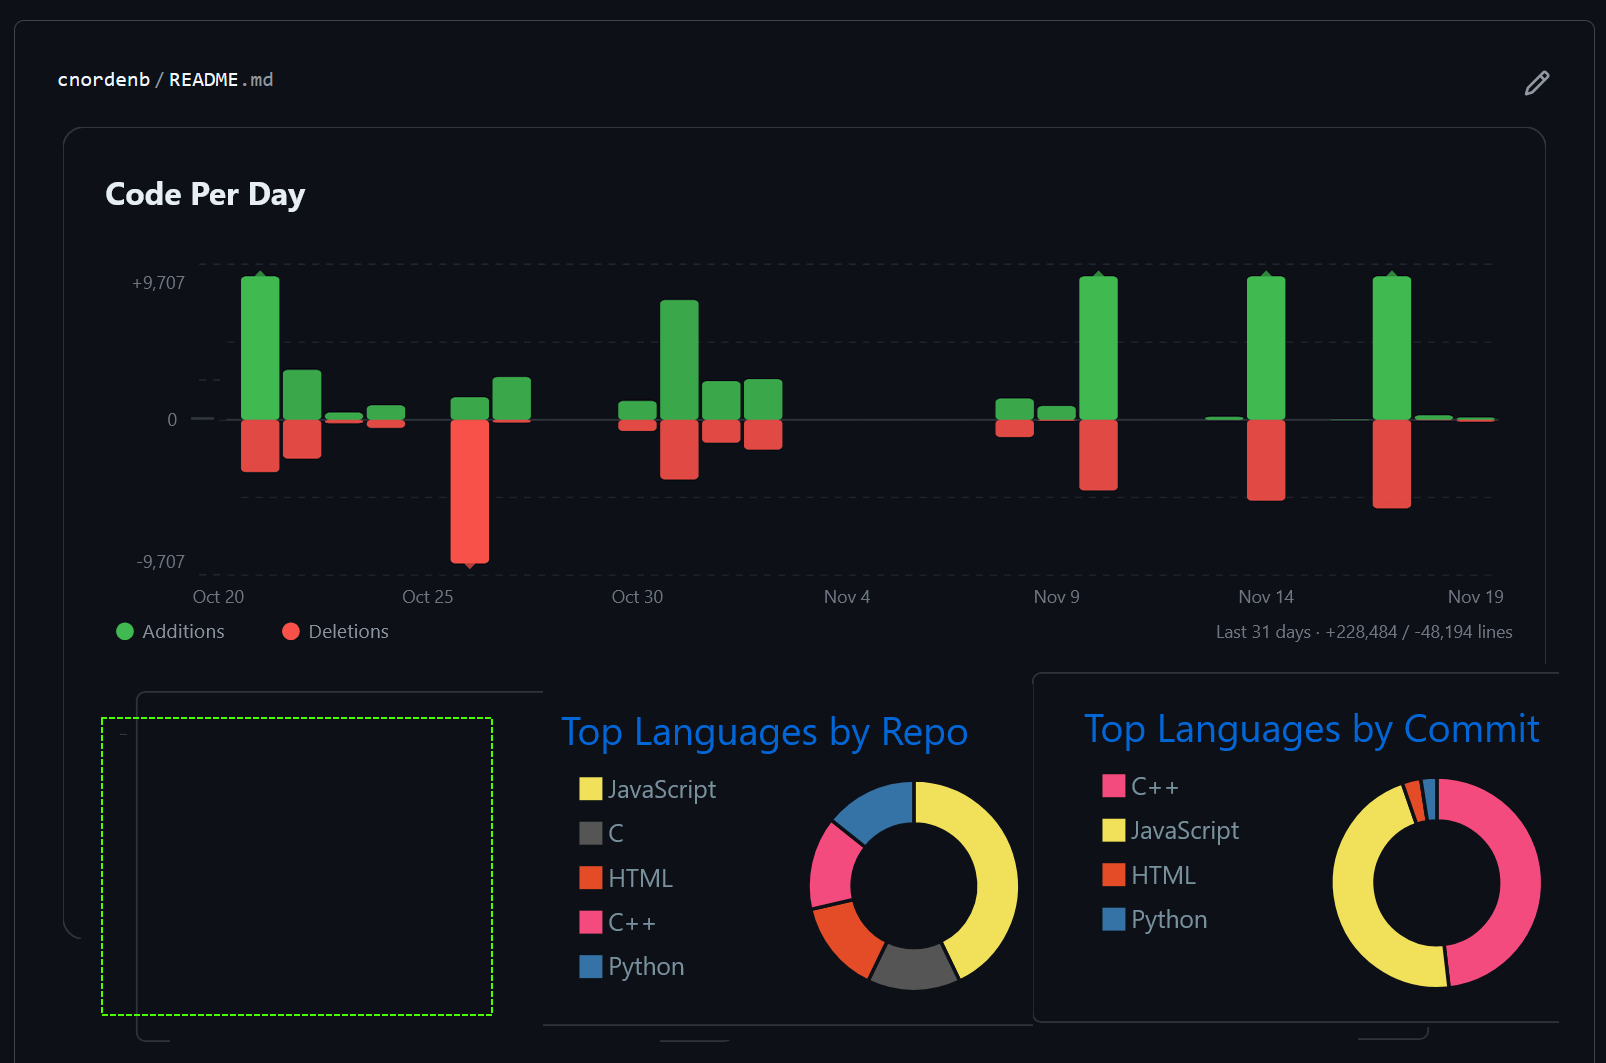 cnordenb / README.md
Code Per Day
+9,707
0
-9,707
Oct 20 Oct 25 Oct 30 Nov 4 Nov 9 Nov 14 Nov 19
Additions Deletions Last 31 days · +228,484 / -48,194 lines
Top Languages by Repo
JavaScript
C
HTML
C++
Python
Top Languages by Commit
C++
JavaScript
HTML
Python